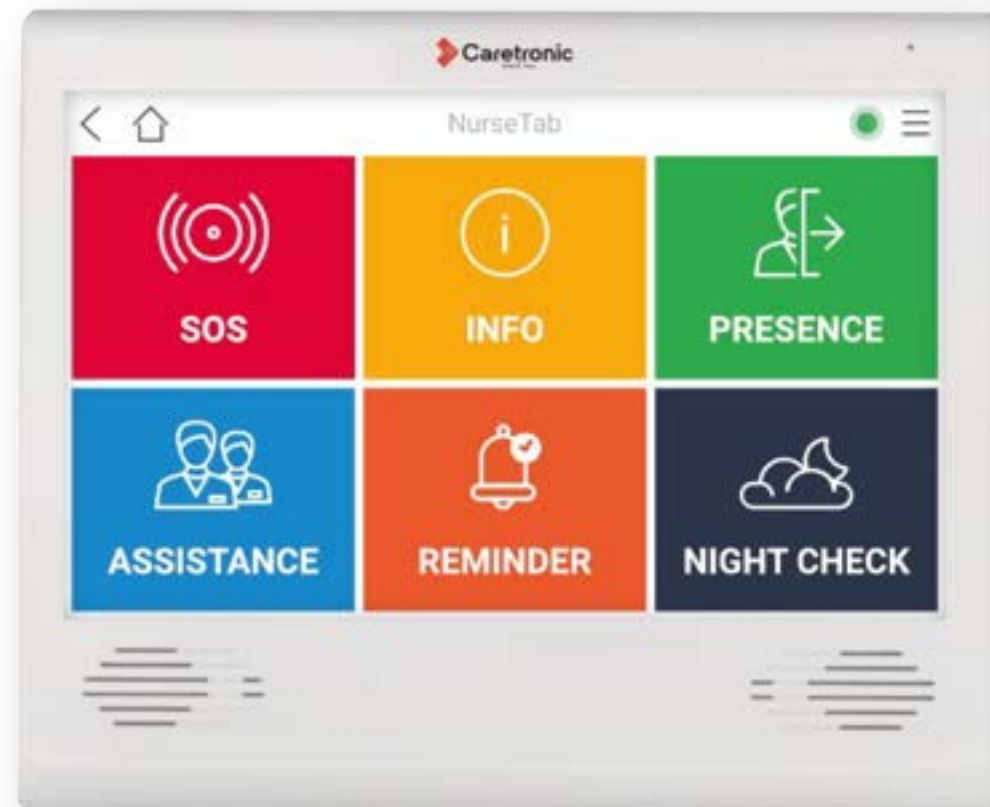 Caretronic
NurseTab
SOS
INFO
PRESENCE
ASSISTANCE
REMINDER
NIGHT CHECK